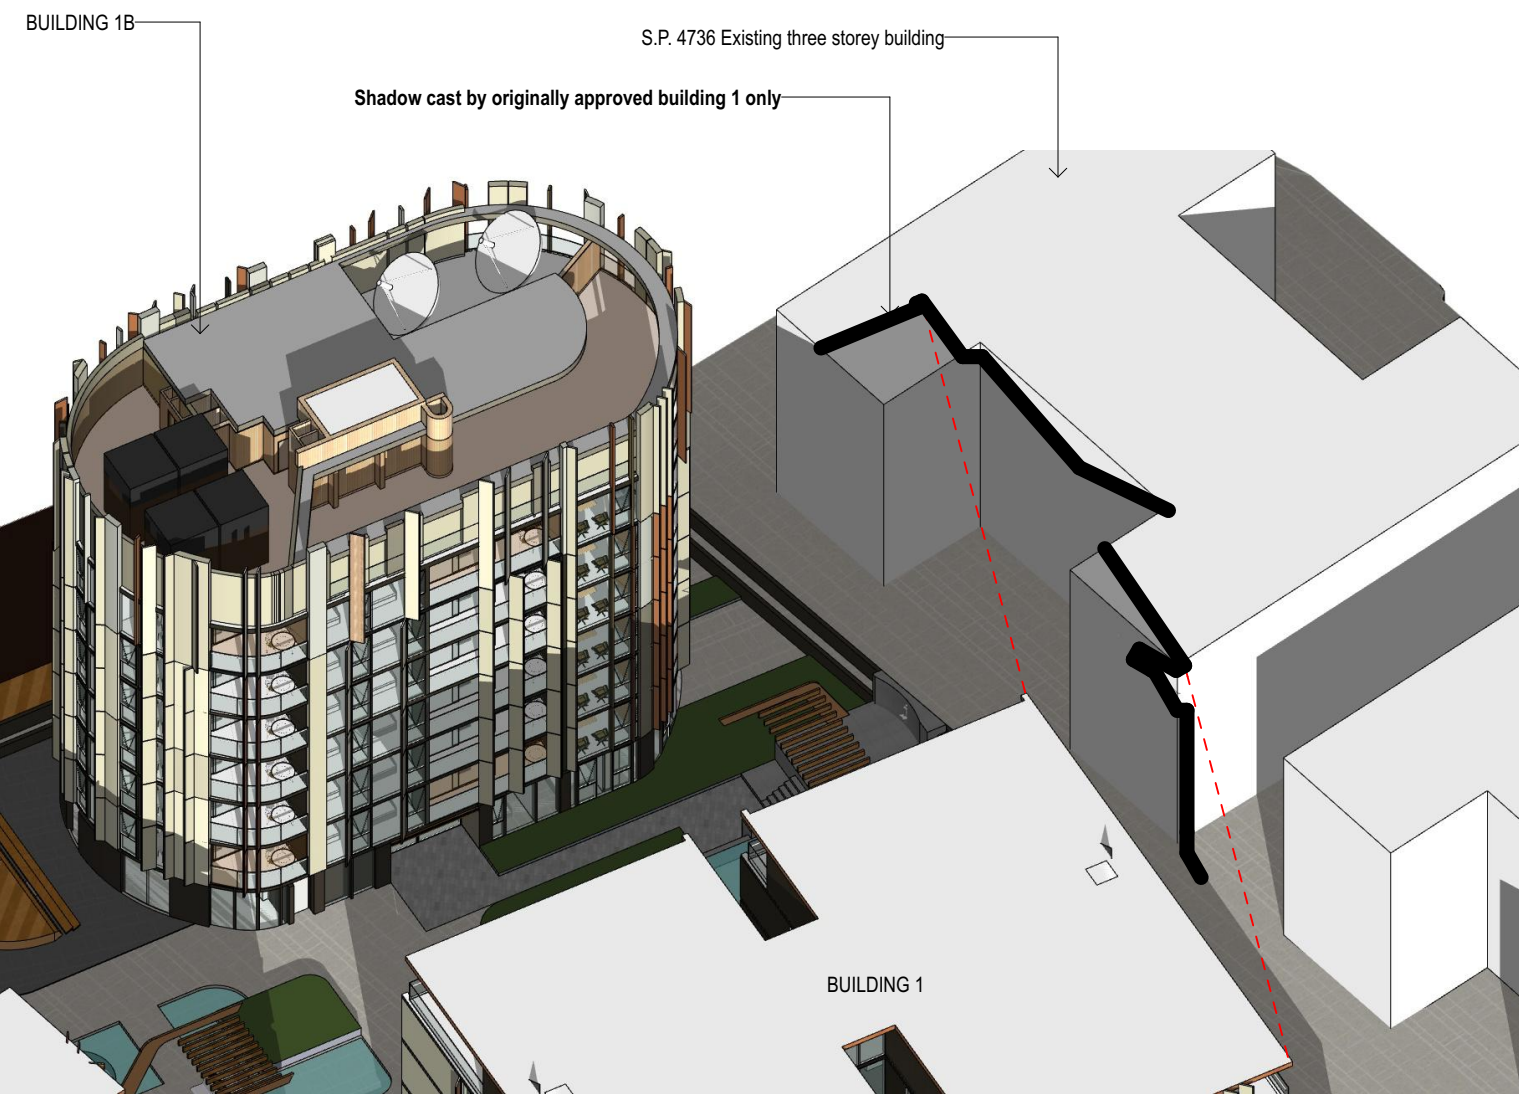 BUILDING 1B
S.P. 4736 Existing three storey building
Shadow cast by originally approved building 1 only
BUILDING 1